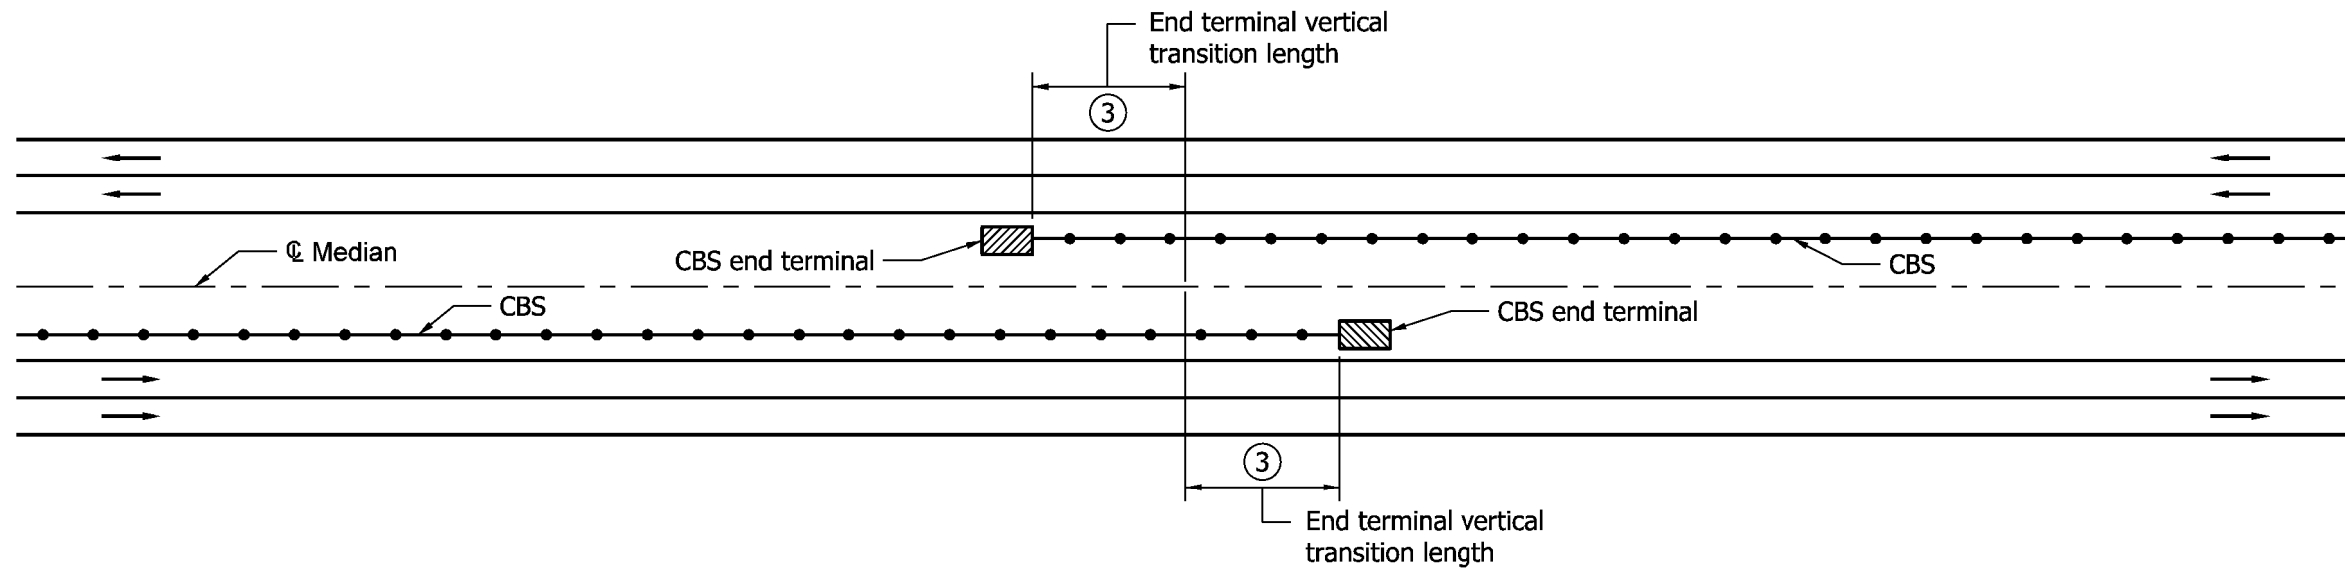 End terminal vertical
transition length
③
℄ Median
CBS end terminal
CBS
CBS
CBS end terminal
③
End terminal vertical
transition length